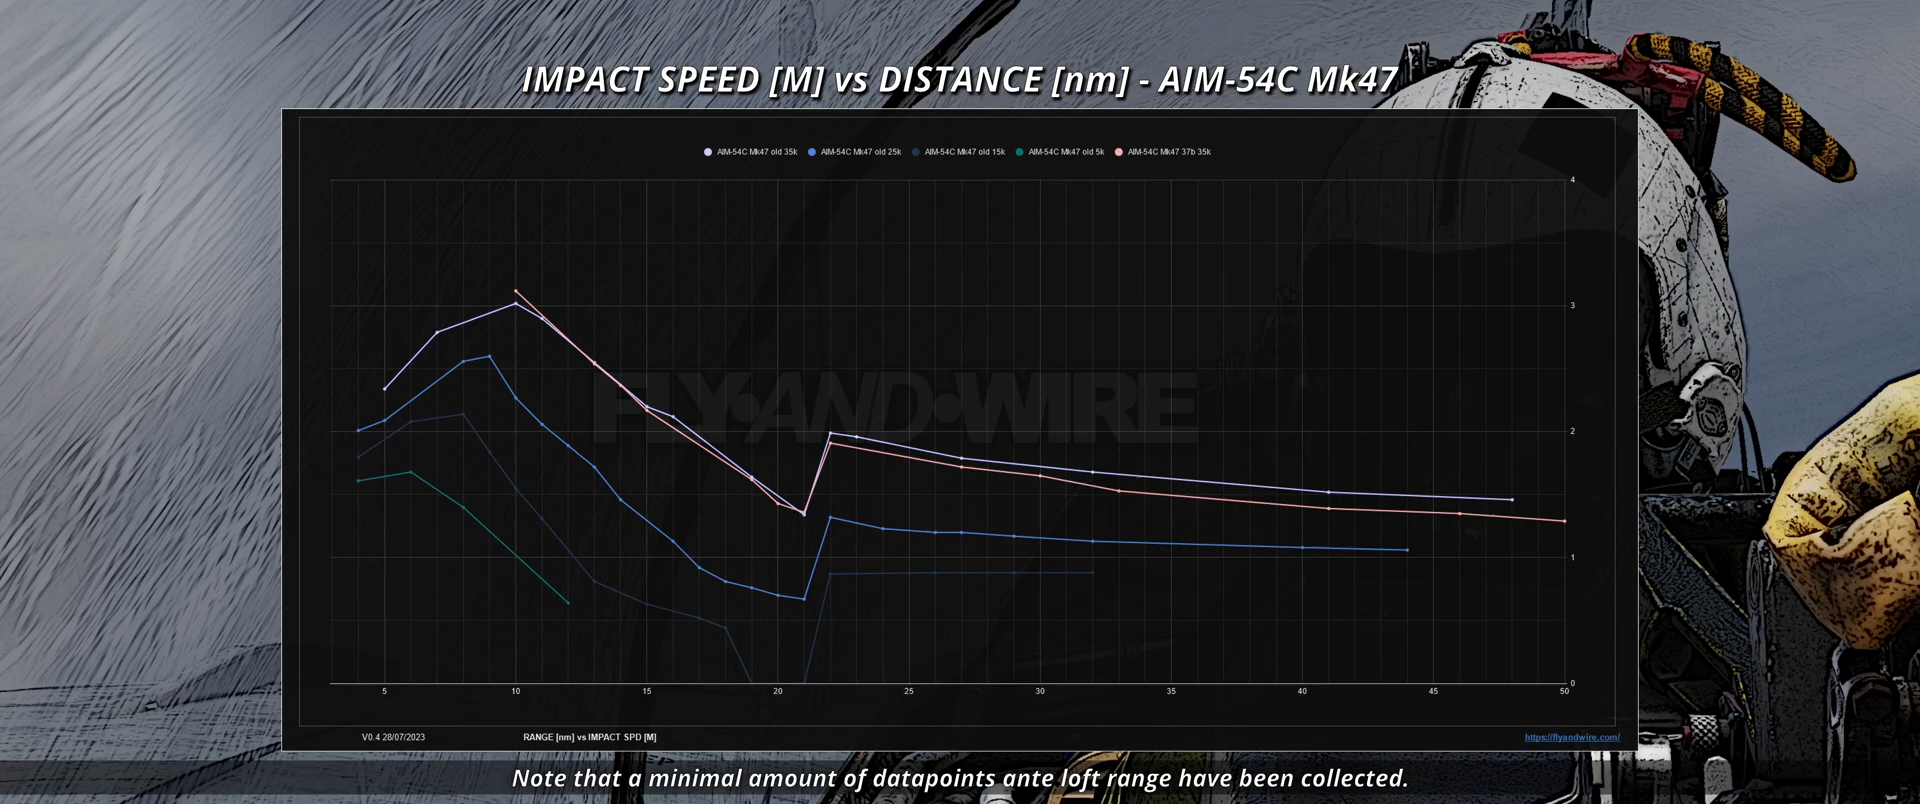 IMPACT SPEED [M] vs DISTANCE [nm] - AIM-54C Mk47
AIM-54C Mk47 old 35k AIM-54C Mk47 old 25k AIM-54C Mk47 old 15k AIM-54C Mk47 old 5k AIM-54C Mk47 37b 35k
4
3
FLY•AND•WIRE
2
1
0
5 10 15 20 25 30 35 40 45 50
V0.4 28/07/2023 RANGE [nm] vs IMPACT SPD [M] https://flyandwire.com/
Note that a minimal amount of datapoints ante loft range have been collected.